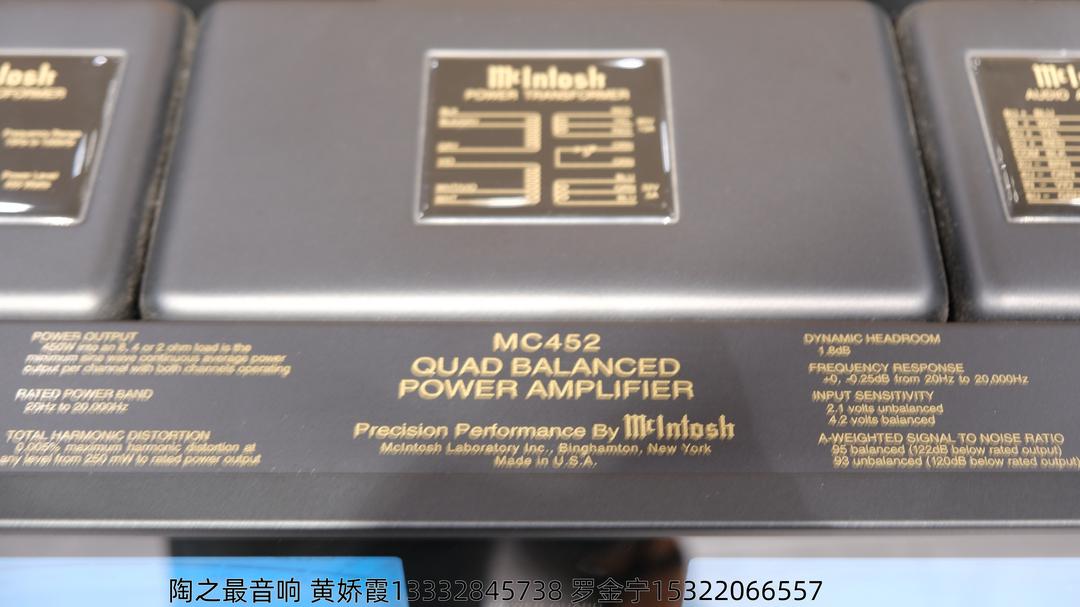 McIntosh
POWER TRANSFORMER
Frequency Range
Power Level
McIntosh
AUDIO
POWER OUTPUT
450W into an 8, 4 or 2 ohm load is the
minimum sine wave continuous average power
output per channel with both channels operating
RATED POWER BAND
20Hz to 20,000Hz
TOTAL HARMONIC DISTORTION
0.005% maximum harmonic distortion at
any level from 250 mW to rated power output
MC452
QUAD BALANCED
POWER AMPLIFIER
Precision Performance By McIntosh
McIntosh Laboratory Inc., Binghamton, New York
Made in U.S.A.
DYNAMIC HEADROOM
1.8dB
FREQUENCY RESPONSE
+0, -0.25dB from 20Hz to 20,000Hz
INPUT SENSITIVITY
2.1 volts unbalanced
4.2 volts balanced
A-WEIGHTED SIGNAL TO NOISE RATIO
95 balanced (122dB below rated output)
93 unbalanced (120dB below rated output)
陶之最音响 黄娇霞13332845738 罗金宁15322066557